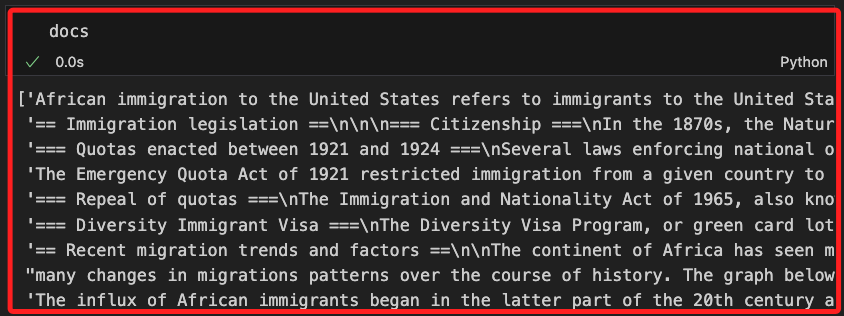 docs
0.0s
Python
['African immigration to the United States refers to immigrants to the United Sta
'== Immigration legislation ==\n\n\n=== Citizenship ===\nIn the 1870s, the Natur
'=== Quotas enacted between 1921 and 1924 ===\nSeveral laws enforcing national o
'The Emergency Quota Act of 1921 restricted immigration from a given country to
'=== Repeal of quotas ===\nThe Immigration and Nationality Act of 1965, also kno
'=== Diversity Immigrant Visa ===\nThe Diversity Visa Program, or green card lot
'== Recent migration trends and factors ==\n\nThe continent of Africa has seen m
"many changes in migrations patterns over the course of history. The graph below
'The influx of African immigrants began in the latter part of the 20th century a